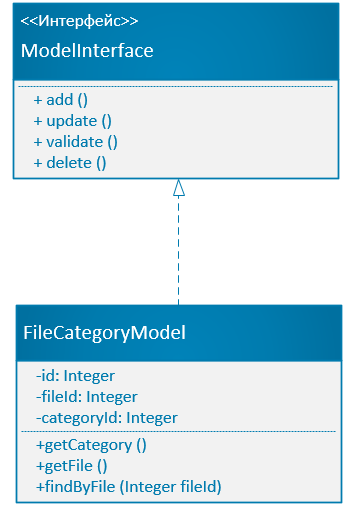 <<Интерфейс>>
ModelInterface
+ add ()
+ update ()
+ validate ()
+ delete ()
FileCategoryModel
-id: Integer
-fileId: Integer
-categoryId: Integer
+getCategory ()
+getFile ()
+findByFile (Integer fileId)